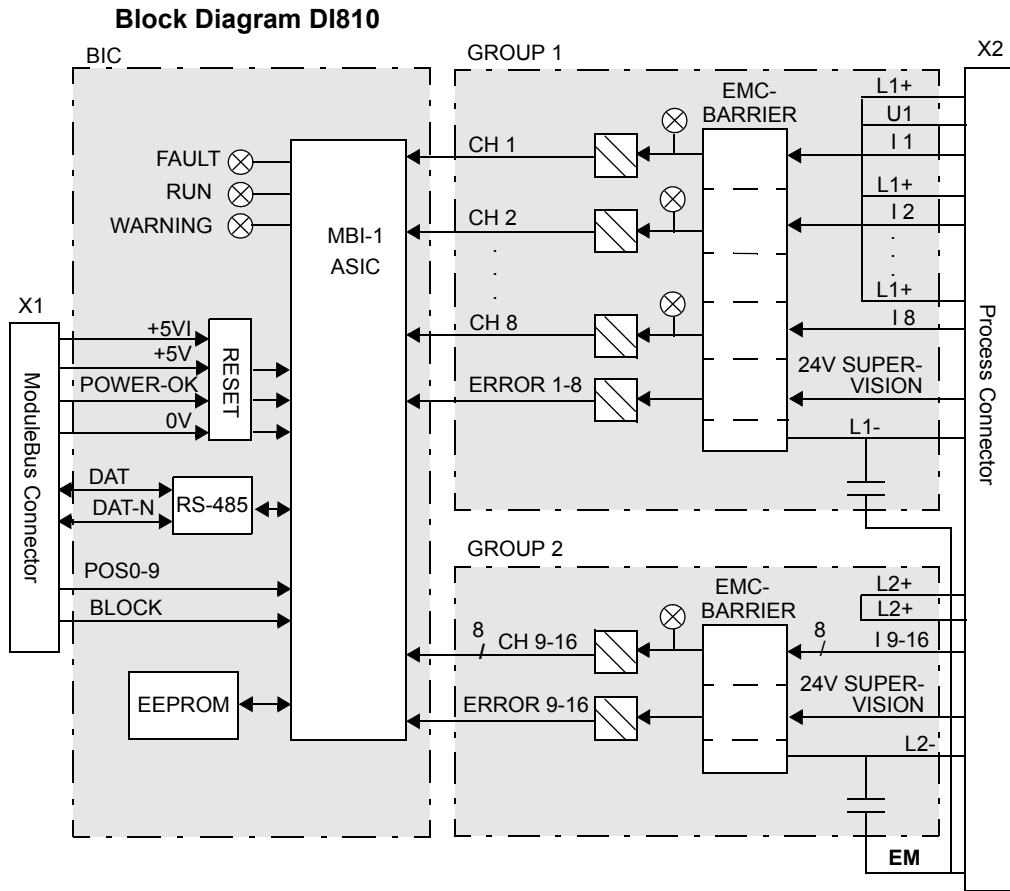 Block Diagram DI810
BIC
GROUP 1
X2
EMC-
BARRIER
L1+
U1
I 1
L1+
I 2
L1+
I 8
24V SUPER-
VISION
L1-
CH 1
CH 2
CH 8
ERROR 1-8
FAULT
RUN
WARNING
MBI-1
ASIC
X1
ModuleBus Connector
+5VI
+5V
POWER-OK
0V
RESET
DAT
DAT-N
RS-485
POS0-9
BLOCK
EEPROM
Process Connector
GROUP 2
EMC-
BARRIER
L2+
L2+
8
/
I 9-16
24V SUPER-
VISION
L2-
8
/
CH 9-16
ERROR 9-16
EM